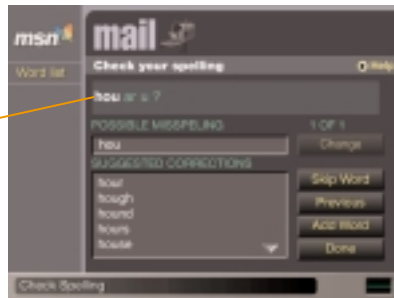 msn
mail
Word list
Check your spelling
Help
hou ar u ?
POSSIBLE MISSPELING
1 OF 1
hou
Change
SUGGESTED CORRECTIONS
hour
hough
hound
hours
house
Skip Word
Previous
Add Word
Done
Check Spelling